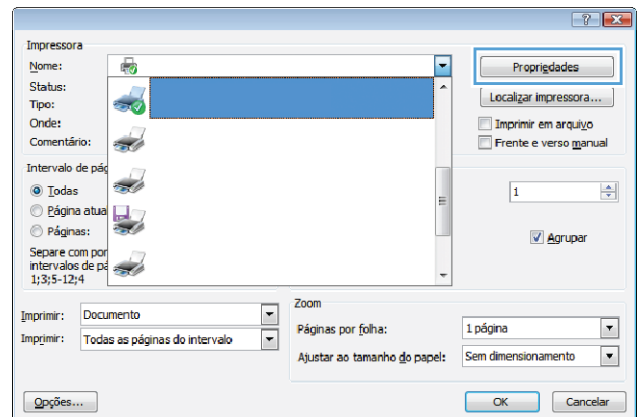 Impressora
Nome:
Propriedades
Status:
Localizar impressora...
Tipo:
Onde:
Imprimir em arquivo
Comentário:
Frente e verso manual
Intervalo de pág
Todas
1
Página atua
Páginas:
Agrupar
Separe com por
intervalos de pá
1;3;5-12;4
Imprimir: Documento
Imprimir: Todas as páginas do intervalo
Zoom
Páginas por folha: 1 página
Ajustar ao tamanho do papel: Sem dimensionamento
Opções...
OK
Cancelar